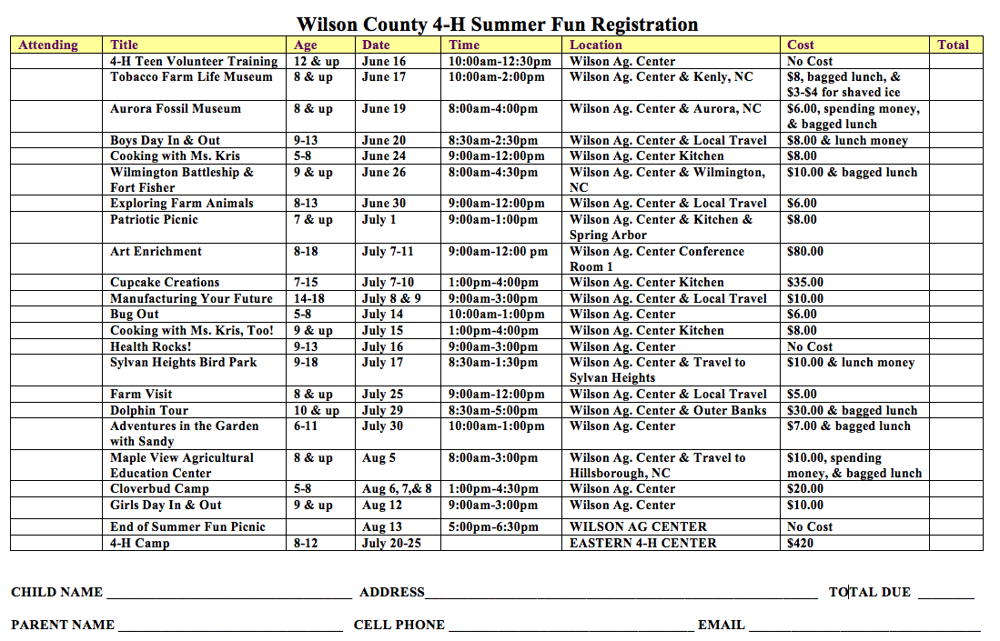 Wilson County 4-H Summer Fun Registration
Attending Title Age Date Time Location Cost Total
4-H Teen Volunteer Training 12 & up June 16 10:00am-12:30pm Wilson Ag. Center No Cost
Tobacco Farm Life Museum 8 & up June 17 10:00am-2:00pm Wilson Ag. Center & Kenly, NC $8, bagged lunch, &
$3-$4 for shaved ice
Aurora Fossil Museum 8 & up June 19 8:00am-4:00pm Wilson Ag. Center & Aurora, NC $6.00, spending money,
& bagged lunch
Boys Day In & Out 9-13 June 20 8:30am-2:30pm Wilson Ag. Center & Local Travel $8.00 & lunch money
Cooking with Ms. Kris 5-8 June 24 9:00am-12:00pm Wilson Ag. Center Kitchen $8.00
Wilmington Battleship & 9 & up June 26 8:00am-4:30pm Wilson Ag. Center & Wilmington, $10.00 & bagged lunch
Fort Fisher NC
Exploring Farm Animals 8-13 June 30 9:00am-12:00pm Wilson Ag. Center & Local Travel $6.00
Patriotic Picnic 7 & up July 1 9:00am-1:00pm Wilson Ag. Center & Kitchen & $8.00
Spring Arbor
Art Enrichment 8-18 July 7-11 9:00am-12:00 pm Wilson Ag. Center Conference $80.00
Room 1
Cupcake Creations 7-15 July 7-10 1:00pm-4:00pm Wilson Ag. Center Kitchen $35.00
Manufacturing Your Future 14-18 July 8 & 9 9:00am-3:00pm Wilson Ag. Center & Local Travel $10.00
Bug Out 5-8 July 14 10:00am-1:00pm Wilson Ag. Center $6.00
Cooking with Ms. Kris, Too! 9 & up July 15 1:00pm-4:00pm Wilson Ag. Center Kitchen $8.00
Health Rocks! 9-13 July 16 9:00am-3:00pm Wilson Ag. Center No Cost
Sylvan Heights Bird Park 9-18 July 17 8:30am-1:30pm Wilson Ag. Center & Travel to $10.00 & lunch money
Sylvan Heights
Farm Visit 8 & up July 25 9:00am-12:00pm Wilson Ag. Center & Local Travel $5.00
Dolphin Tour 10 & up July 29 8:30am-5:00pm Wilson Ag. Center & Outer Banks $30.00 & bagged lunch
Adventures in the Garden 6-11 July 30 10:00am-1:00pm Wilson Ag. Center $7.00 & bagged lunch
with Sandy
Maple View Agricultural 8 & up Aug 5 8:00am-3:00pm Wilson Ag. Center & Travel to $10.00, spending
Education Center Hillsborough, NC money, & bagged lunch
Cloverbud Camp 5-8 Aug 6, 7,& 8 1:00pm-4:30pm Wilson Ag. Center $20.00
Girls Day In & Out 9 & up Aug 12 9:00am-3:00pm Wilson Ag. Center $10.00
End of Summer Fun Picnic Aug 13 5:00pm-6:30pm WILSON AG CENTER No Cost
4-H Camp 8-12 July 20-25 EASTERN 4-H CENTER $420
CHILD NAME ADDRESS TOTAL DUE
PARENT NAME CELL PHONE EMAIL